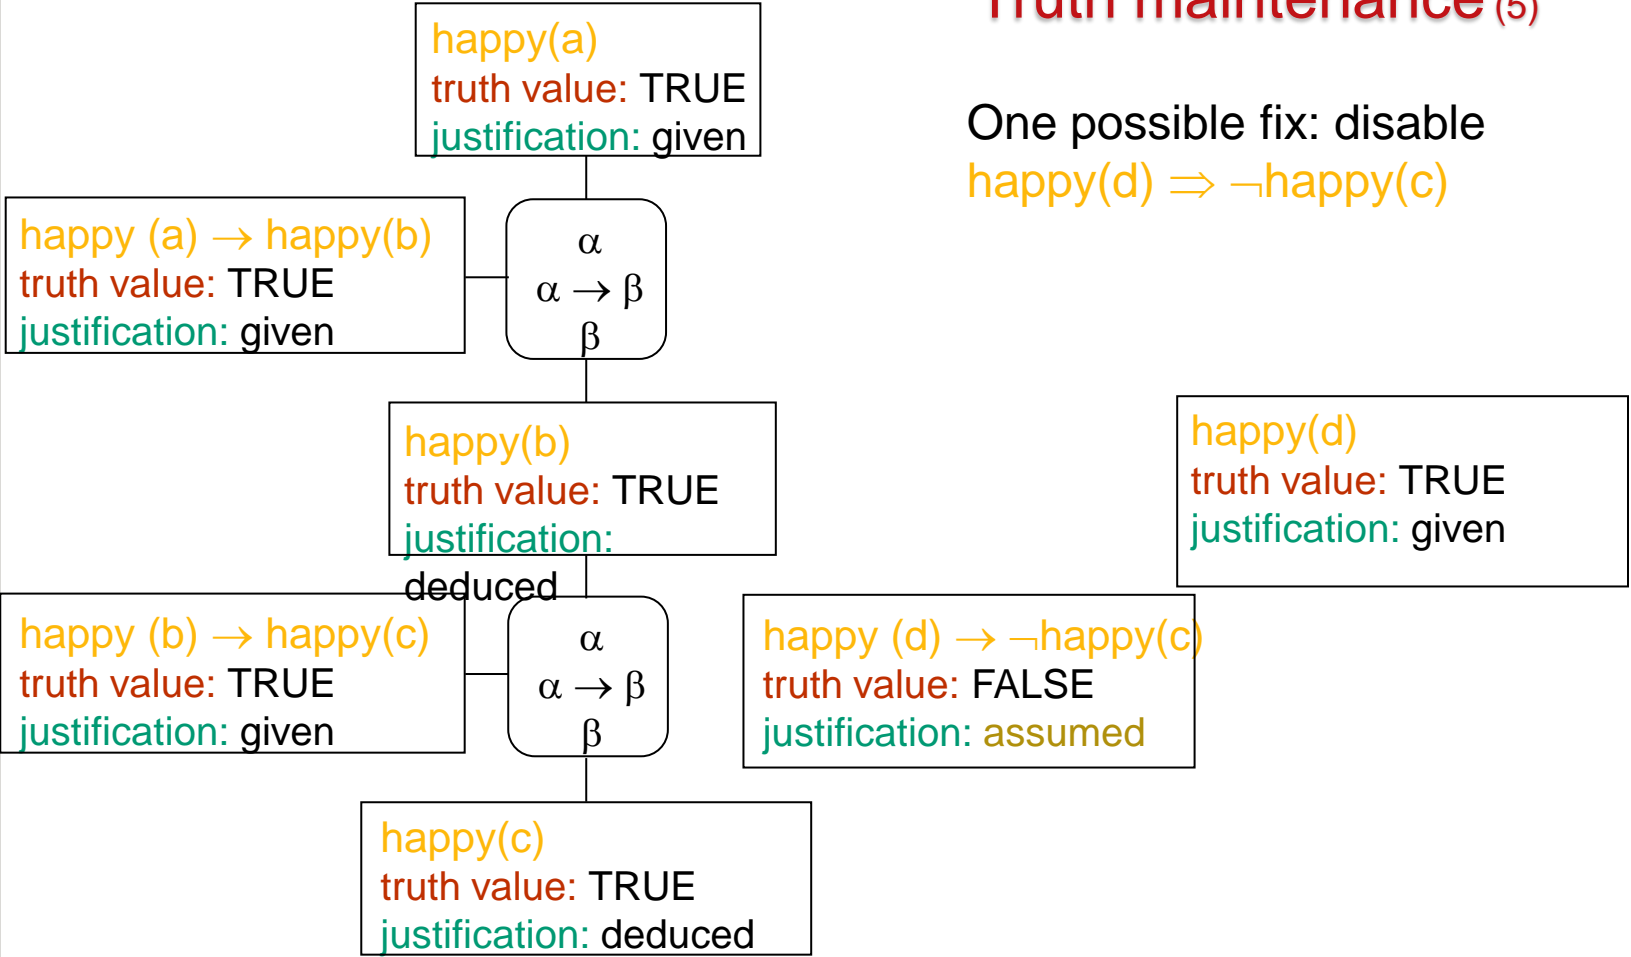 Truth maintenance (5)
happy(a)
truth value: TRUE
justification: given
One possible fix: disable
happy(d) ⇒ ¬happy(c)
happy (a) → happy(b)
truth value: TRUE
justification: given
α
α → β
β
happy(b)
truth value: TRUE
justification:
deduced
happy(d)
truth value: TRUE
justification: given
happy (b) → happy(c)
truth value: TRUE
justification: given
α
α → β
β
happy (d) → ¬happy(c)
truth value: FALSE
justification: assumed
happy(c)
truth value: TRUE
justification: deduced